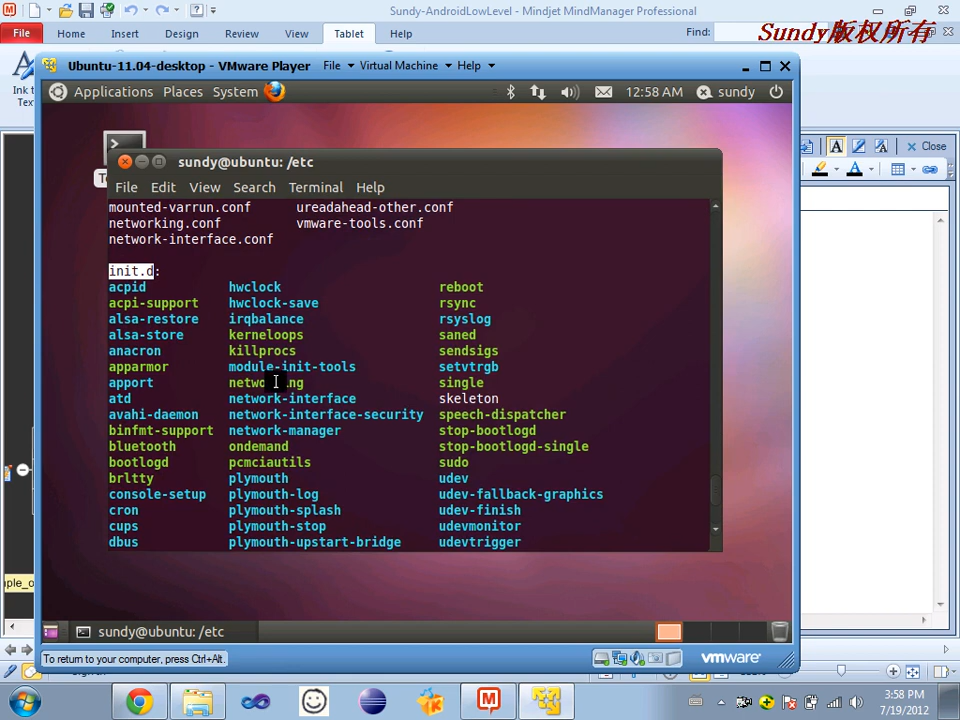 Sundy-AndroidLowLevel - Mindjet MindManager Professional
File Home Insert Design Review View Tablet Help Find:
Sundy版权所有
Ubuntu-11.04-desktop - VMware Player File Virtual Machine Help
Applications Places System 12:58 AM sundy
Close
sundy@ubuntu: /etc
File Edit View Search Terminal Help
mounted-varrun.conf ureadahead-other.conf
networking.conf vmware-tools.conf
network-interface.conf
init.d:
acpid hwclock reboot
acpi-support hwclock-save rsync
alsa-restore irqbalance rsyslog
alsa-store kerneloops saned
anacron killprocs sendsigs
apparmor module-init-tools setvtrgb
apport networking single
atd network-interface skeleton
avahi-daemon network-interface-security speech-dispatcher
binfmt-support network-manager stop-bootlogd
bluetooth ondemand stop-bootlogd-single
bootlogd pcmciautils sudo
brltty plymouth udev
console-setup plymouth-log udev-fallback-graphics
cron plymouth-splash udev-finish
cups plymouth-stop udevmonitor
dbus plymouth-upstart-bridge udevtrigger
sundy@ubuntu: /etc
To return to your computer, press Ctrl+Alt.
vmware
3:58 PM
7/19/2012